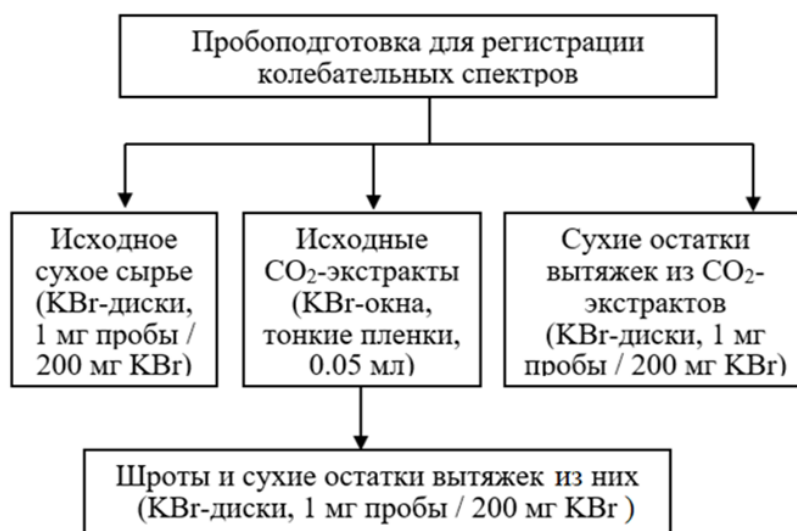 Пробоподготовка для регистрации
колебательных спектров
Исходное
сухое сырье
(KBr-диски,
1 мг пробы /
200 мг KBr)
Исходные
CO₂-экстракты
(KBr-окна,
тонкие пленки,
0.05 мл)
Сухие остатки
вытяжек из CO₂-
экстрактов
(KBr-диски, 1 мг
пробы / 200 мг KBr)
Шроты и сухие остатки вытяжек из них
(KBr-диски, 1 мг пробы / 200 мг KBr )